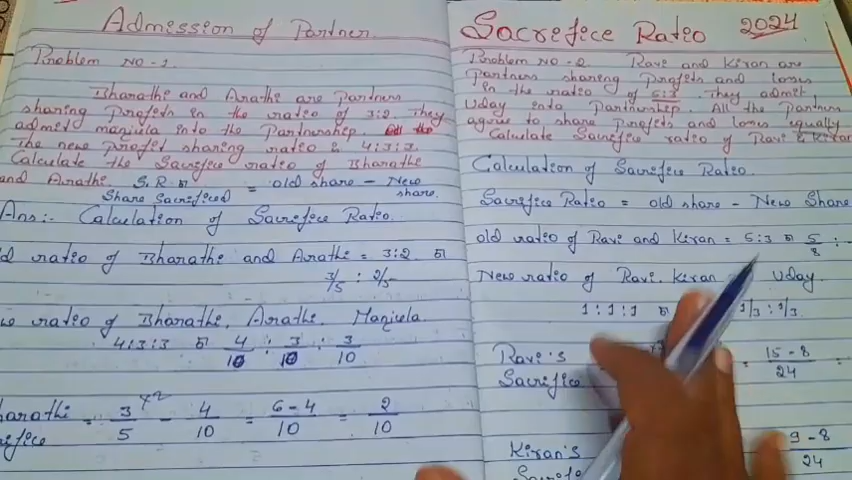 Admission of Partner.
Problem NO-1
Bharathi and Arathi are Partners
sharing Profits in the ratio of 3:2 They
admit manjula into the Partnership.
The new profit sharing ratio is 4:3:3.
Calculate the Sacrifice ratio of Bharathi
and Arathi. S.R
Share Sacrificed = old share - New share.
Ans:- Calculation of Sacrifice Ratio.
ratio of Bharathi and Arathi = 3:2
3/5 : 2/5
ratio of Bharathi, Arathi. Manjula.
4:3:3 4/10 : 3/10 : 3/10
= 3/5 ×2 - 4/10 = 6-4/10 = 2/10
Sacrifice Ratio 2024
Problem NO-2. Ravi and Kiran are
Partners sharing Profits and losses
in the ratio of 5:3. They admit
Uday into Partnership. All the Partners
agree to share Profits and losses equally
Calculate Sacrifice ratio of Ravi & Kiran
Calculation of Sacrifice Ratio.
Sacrifice Ratio = old share - New Share
old ratio of Ravi and Kiran = 5:3 5/8 :
New ratio of Ravi. Kiran Uday
1:1:1 1/3 : 1/3.
Ravi's
Sacrifice = 15-8/24 =
Kiran's
9-8/24